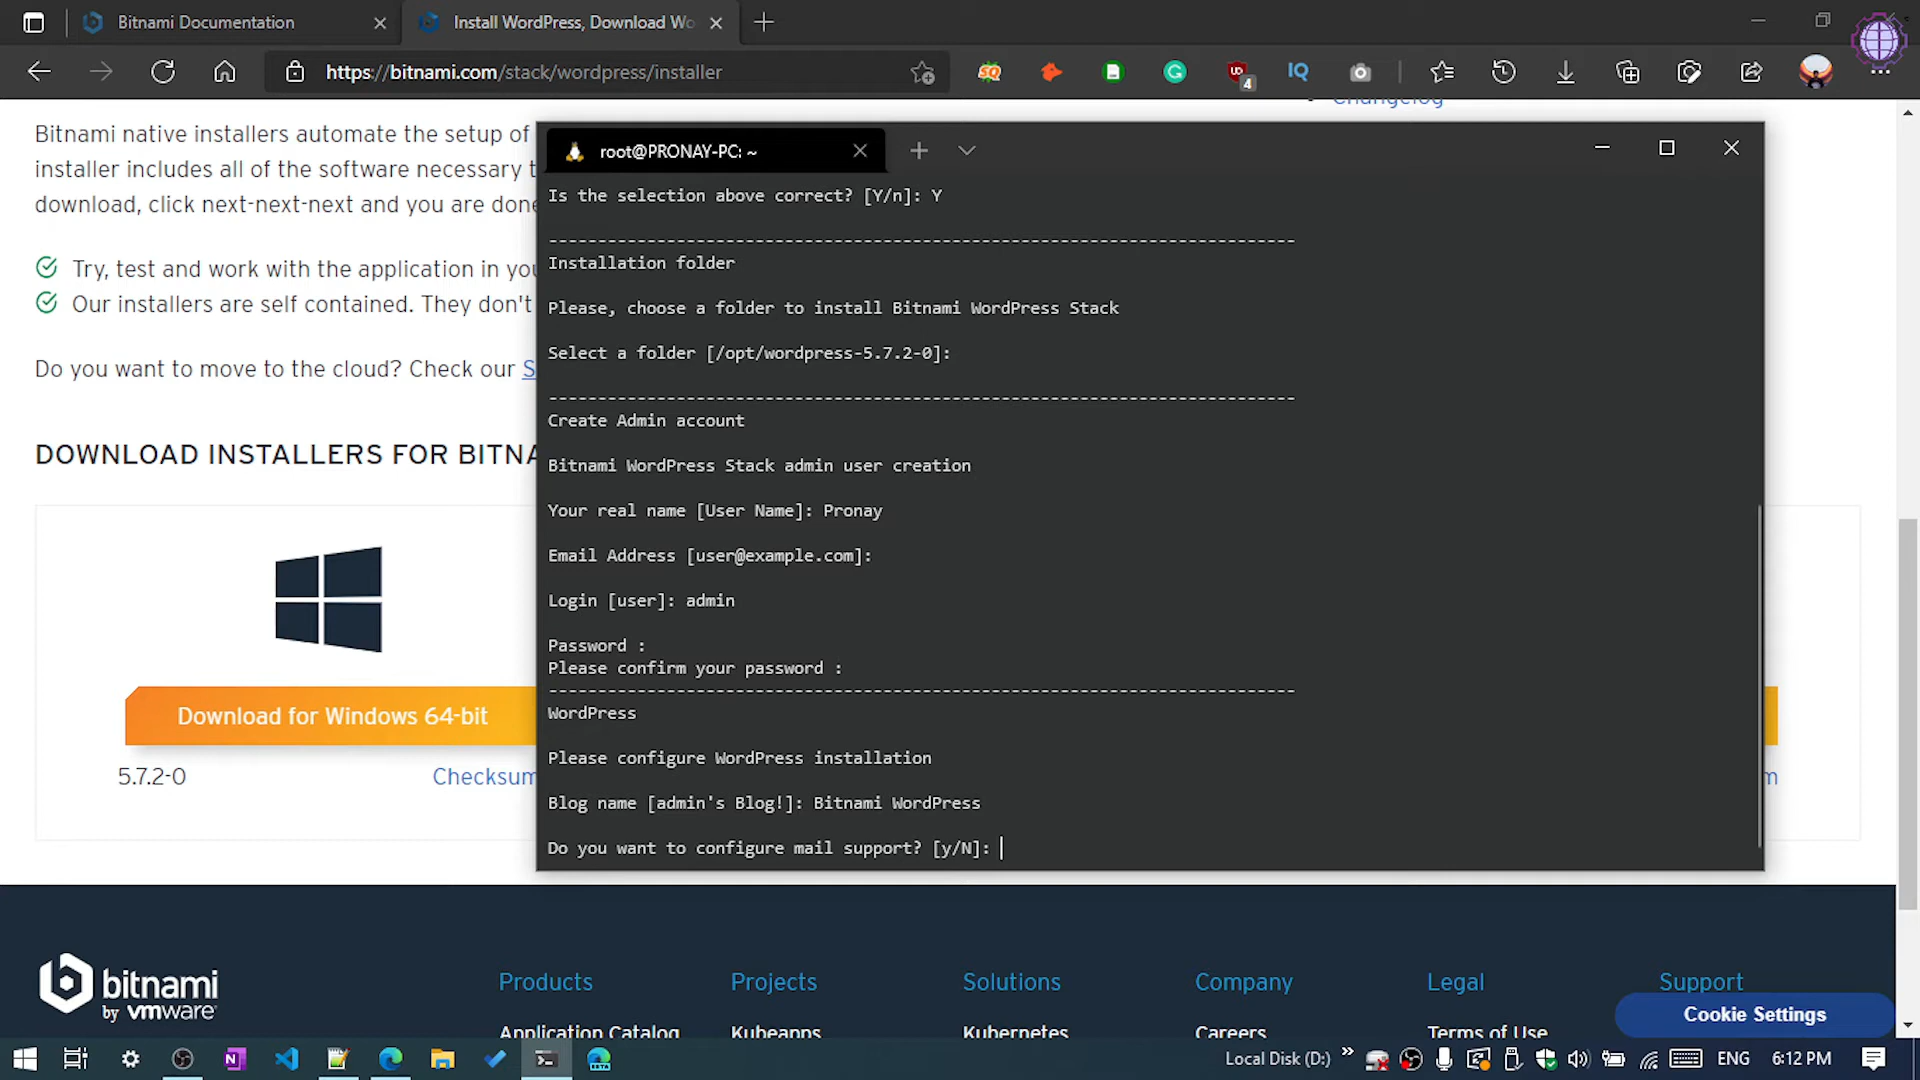 Bitnami Documentation
Install WordPress, Download Wo
https://bitnami.com/stack/wordpress/installer
4
Changelog
Bitnami native installers automate the setup of
installer includes all of the software necessary t
download, click next-next-next and you are done
Try, test and work with the application in you
Our installers are self contained. They don't
Do you want to move to the cloud? Check our S
DOWNLOAD INSTALLERS FOR BITNA
Download for Windows 64-bit
5.7.2-0
Checksum
m
root@PRONAY-PC: ~
Is the selection above correct? [Y/n]: Y
----------------------------------------------------------------------------
Installation folder
Please, choose a folder to install Bitnami WordPress Stack
Select a folder [/opt/wordpress-5.7.2-0]:
----------------------------------------------------------------------------
Create Admin account
Bitnami WordPress Stack admin user creation
Your real name [User Name]: Pronay
Email Address [user@example.com]:
Login [user]: admin
Password :
Please confirm your password :
----------------------------------------------------------------------------
WordPress
Please configure WordPress installation
Blog name [admin's Blog!]: Bitnami WordPress
Do you want to configure mail support? [y/N]:
bitnami
by vmware
Products
Projects
Solutions
Company
Legal
Support
Application Catalog
Kubeapps
Kubernetes
Careers
Terms of Use
Cookie Settings
Local Disk (D:)
ENG
6:12 PM